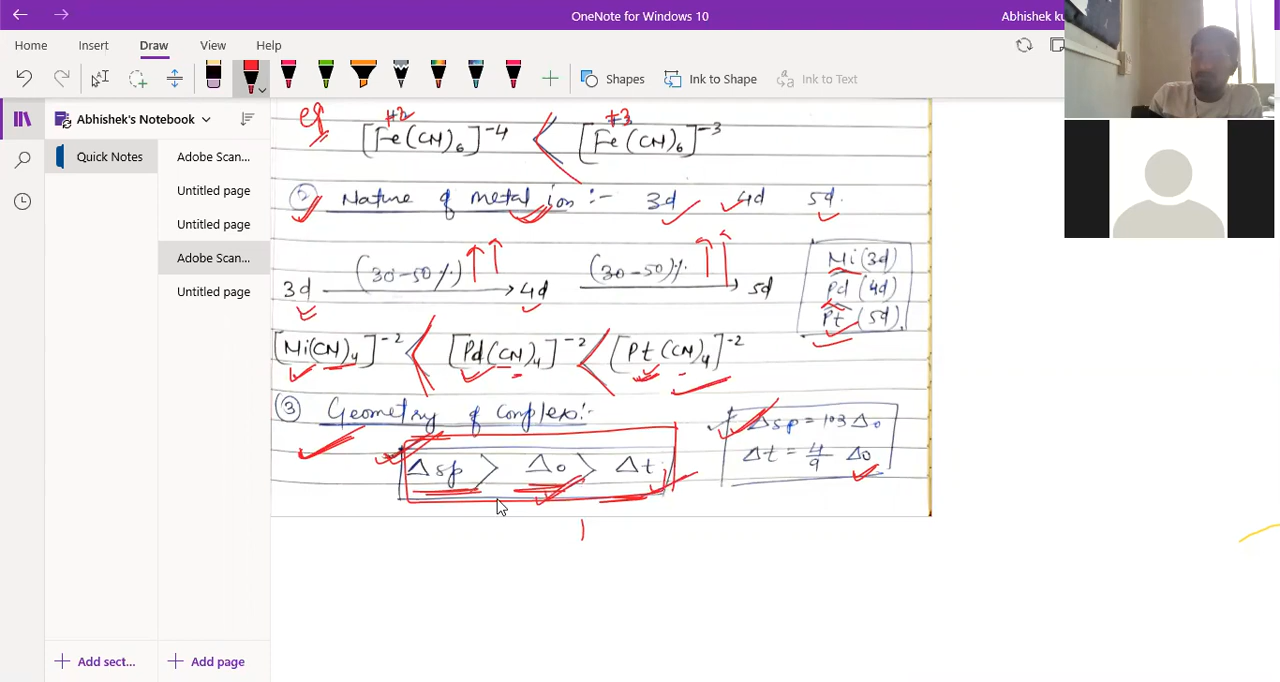 OneNote for Windows 10
Abhishek ku
Home Insert Draw View Help
Shapes Ink to Shape Ink to Text
Abhishek's Notebook
Quick Notes
Adobe Scan...
Untitled page
Untitled page
Adobe Scan...
Untitled page
Add sect...
Add page
eg
+2 +3
[Fe(CN)6]-4 < [Fe(CN)6]-3
② Nature of metal ion :- 3d 4d 5d.
3d (30-50%) → 4d (30-50)% → 5d
Ni (3d)
Pd (4d)
Pt (5d).
[Ni(CN)4]-2 < [Pd(CN)4]-2 < [Pt(CN)4]-2
③ Geometry of Complex:-
Δsp > Δo > Δt
Δsp = 1.3 Δo
Δt = 4/9 Δo